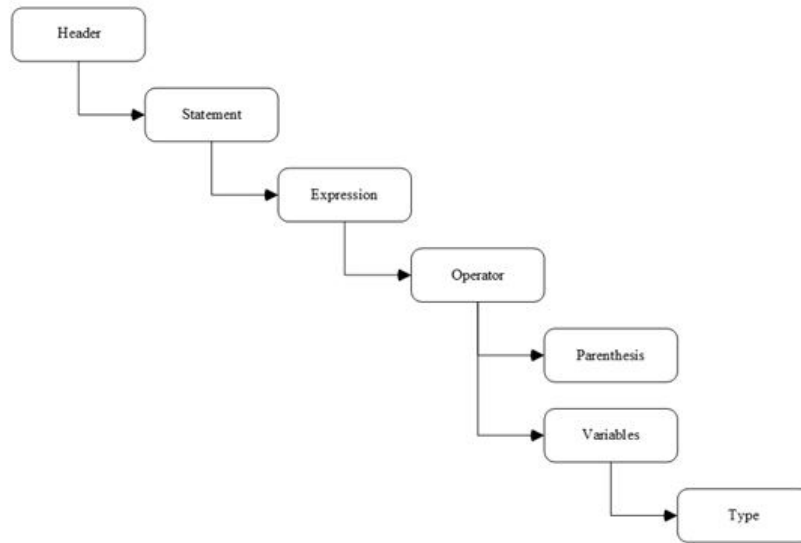 Header
Statement
Expression
Operator
Parenthesis
Variables
Type